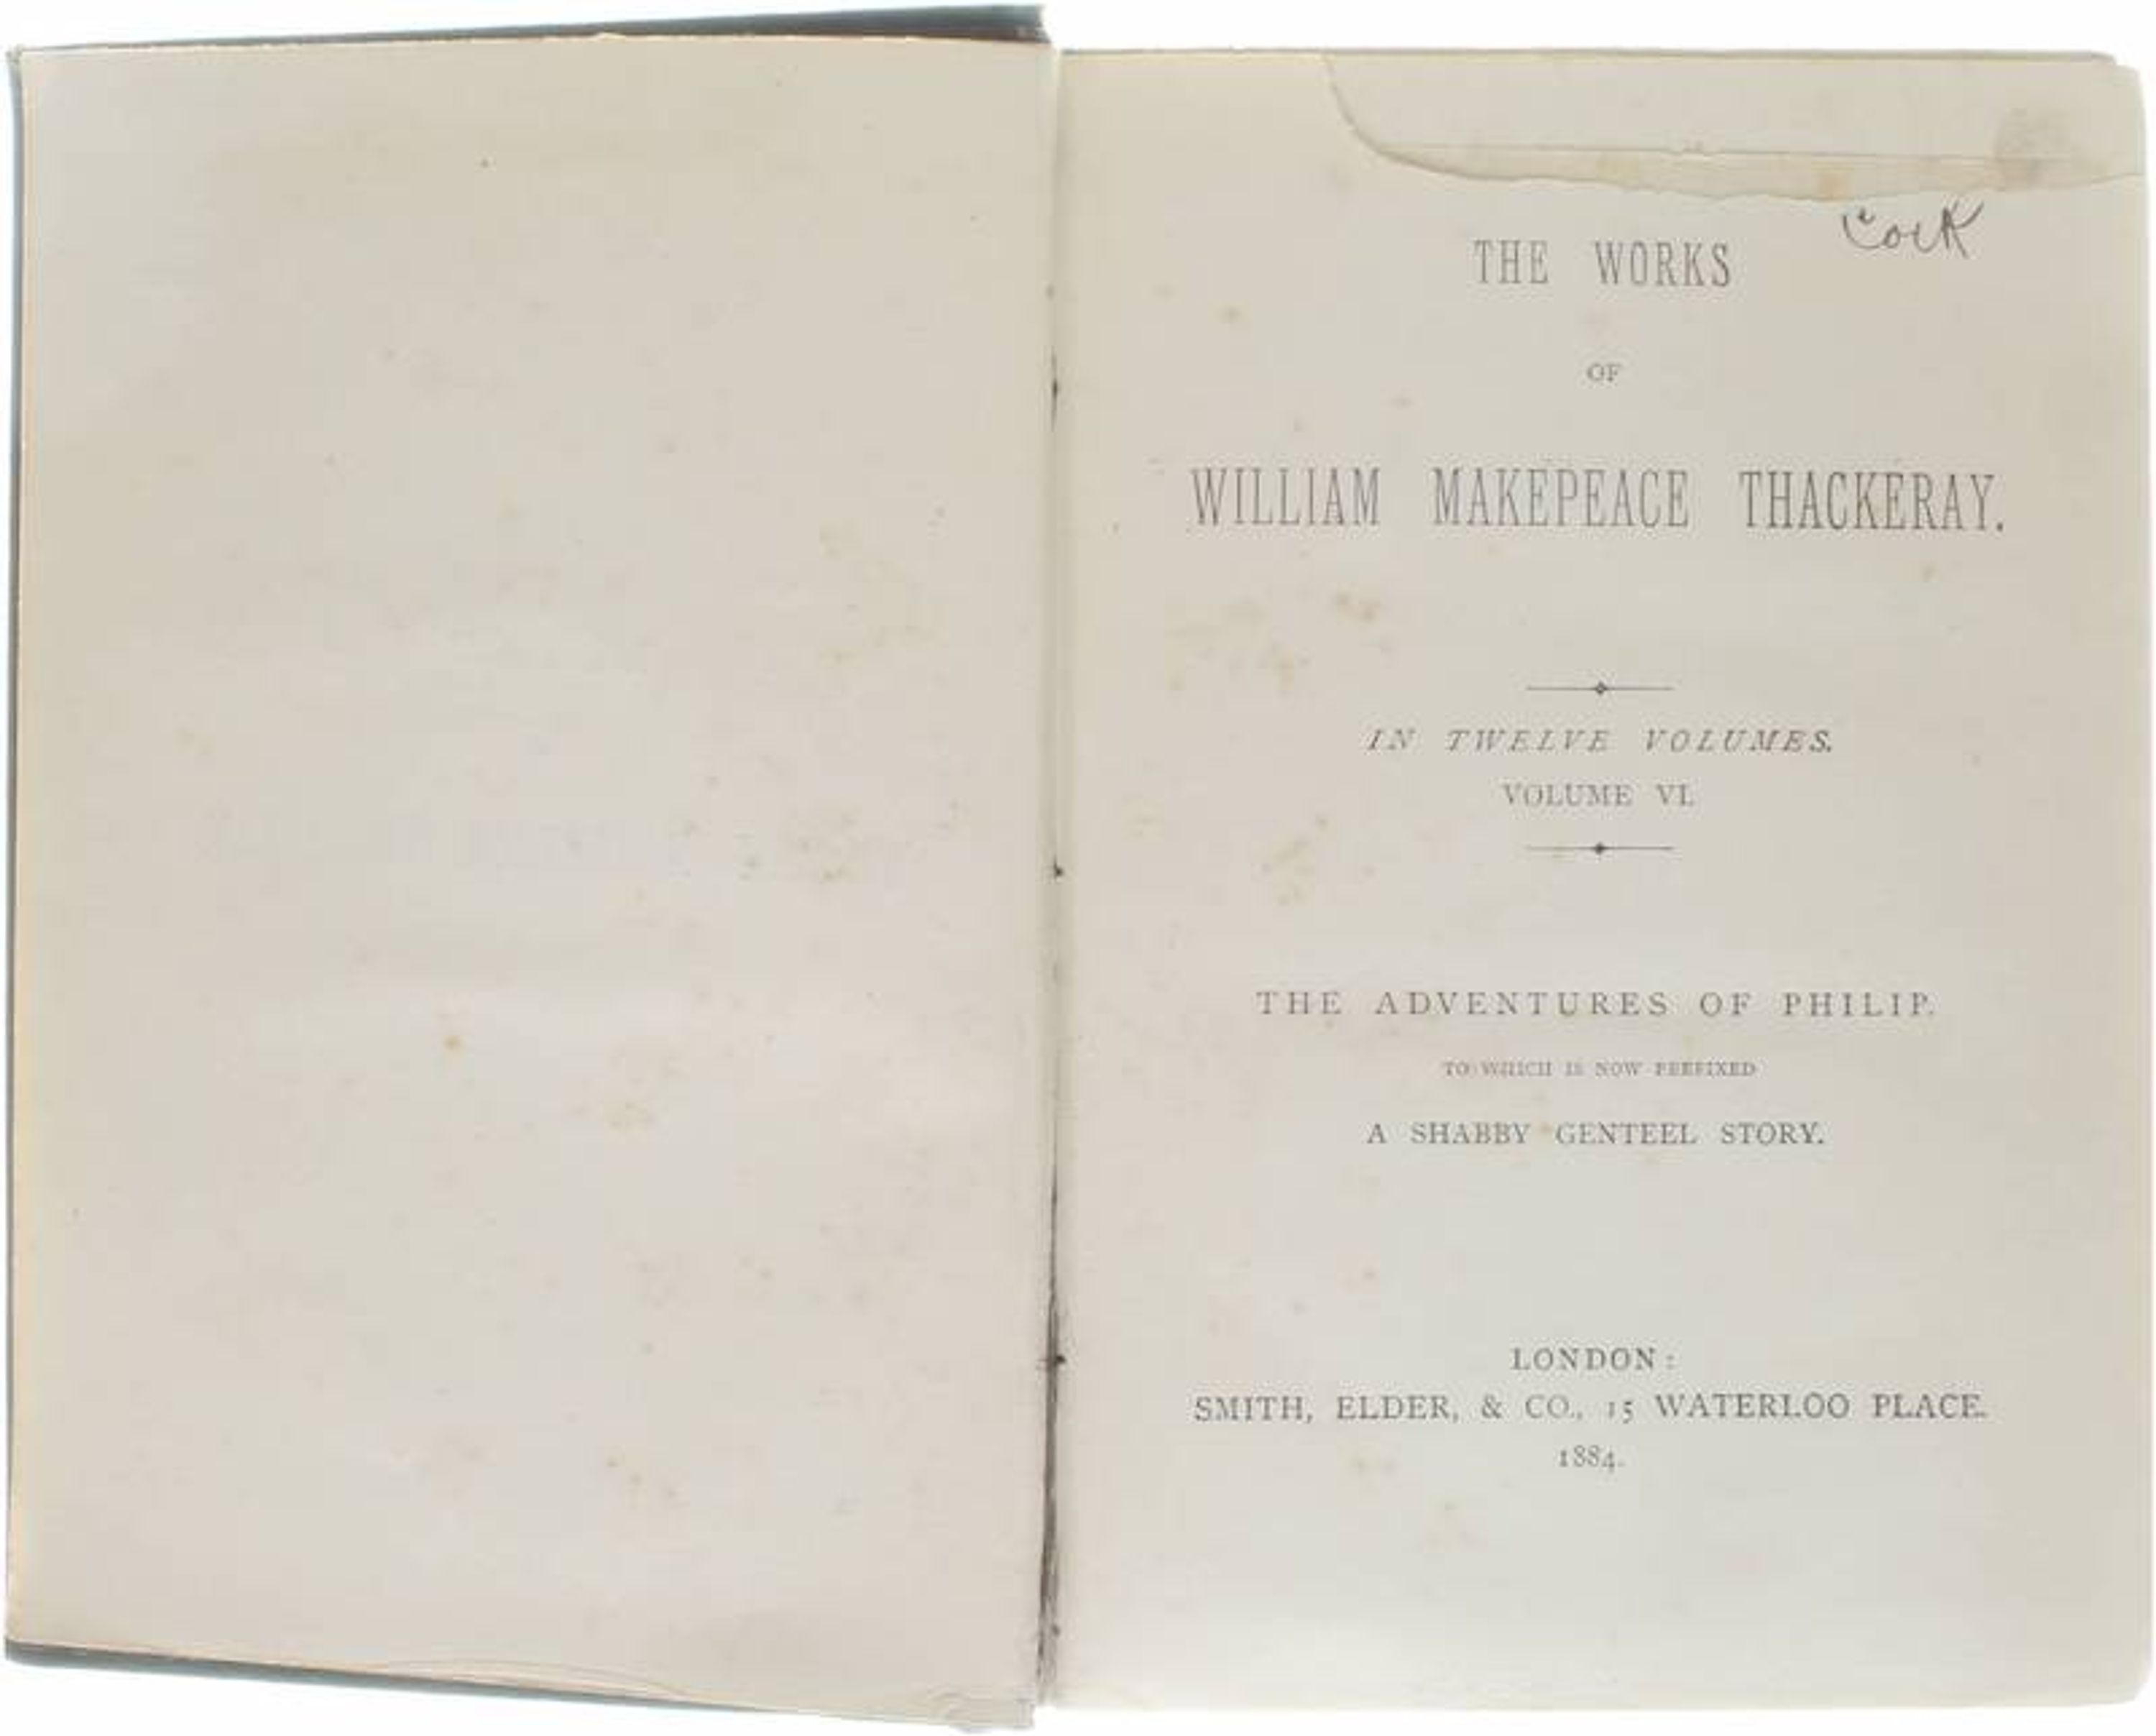 Cork
THE WORKS
OF
WILLIAM MAKEPEACE THACKERAY.
IN TWELVE VOLUMES.
VOLUME VI.
THE ADVENTURES OF PHILIP.
TO WHICH IS NOW PREFIXED
A SHABBY GENTEEL STORY.
LONDON:
SMITH, ELDER, & CO., 15 WATERLOO PLACE.
1884.